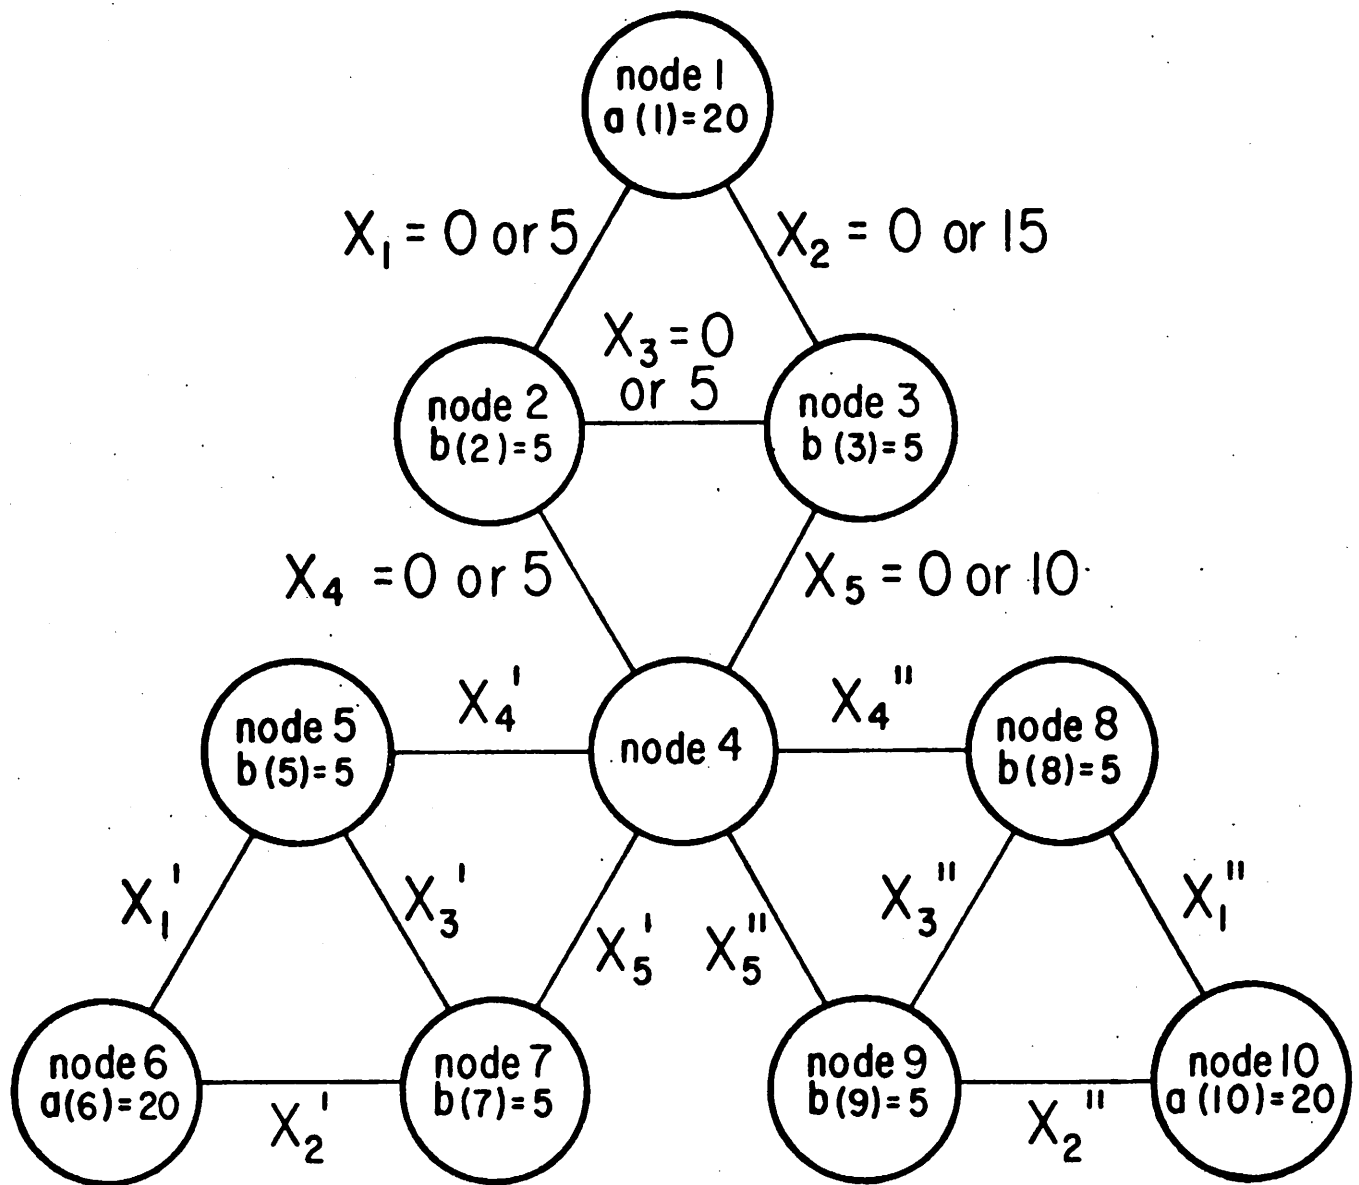 node 1
a (1)=20
X₁ = 0 or 5
X₂ = 0 or 15
X₃ = 0
or 5
node 2
b(2)=5
node 3
b (3)=5
X₄ = 0 or 5
X₅ = 0 or 10
X₄'
X₄"
node 5
b(5)=5
node 4
node 8
b(8)=5
X₁'
X₃'
X₅'
X₅"
X₃"
X₁"
node 6
a(6)=20
X₂'
node 7
b(7)=5
node 9
b(9)=5
X₂"
node 10
a (10)=20